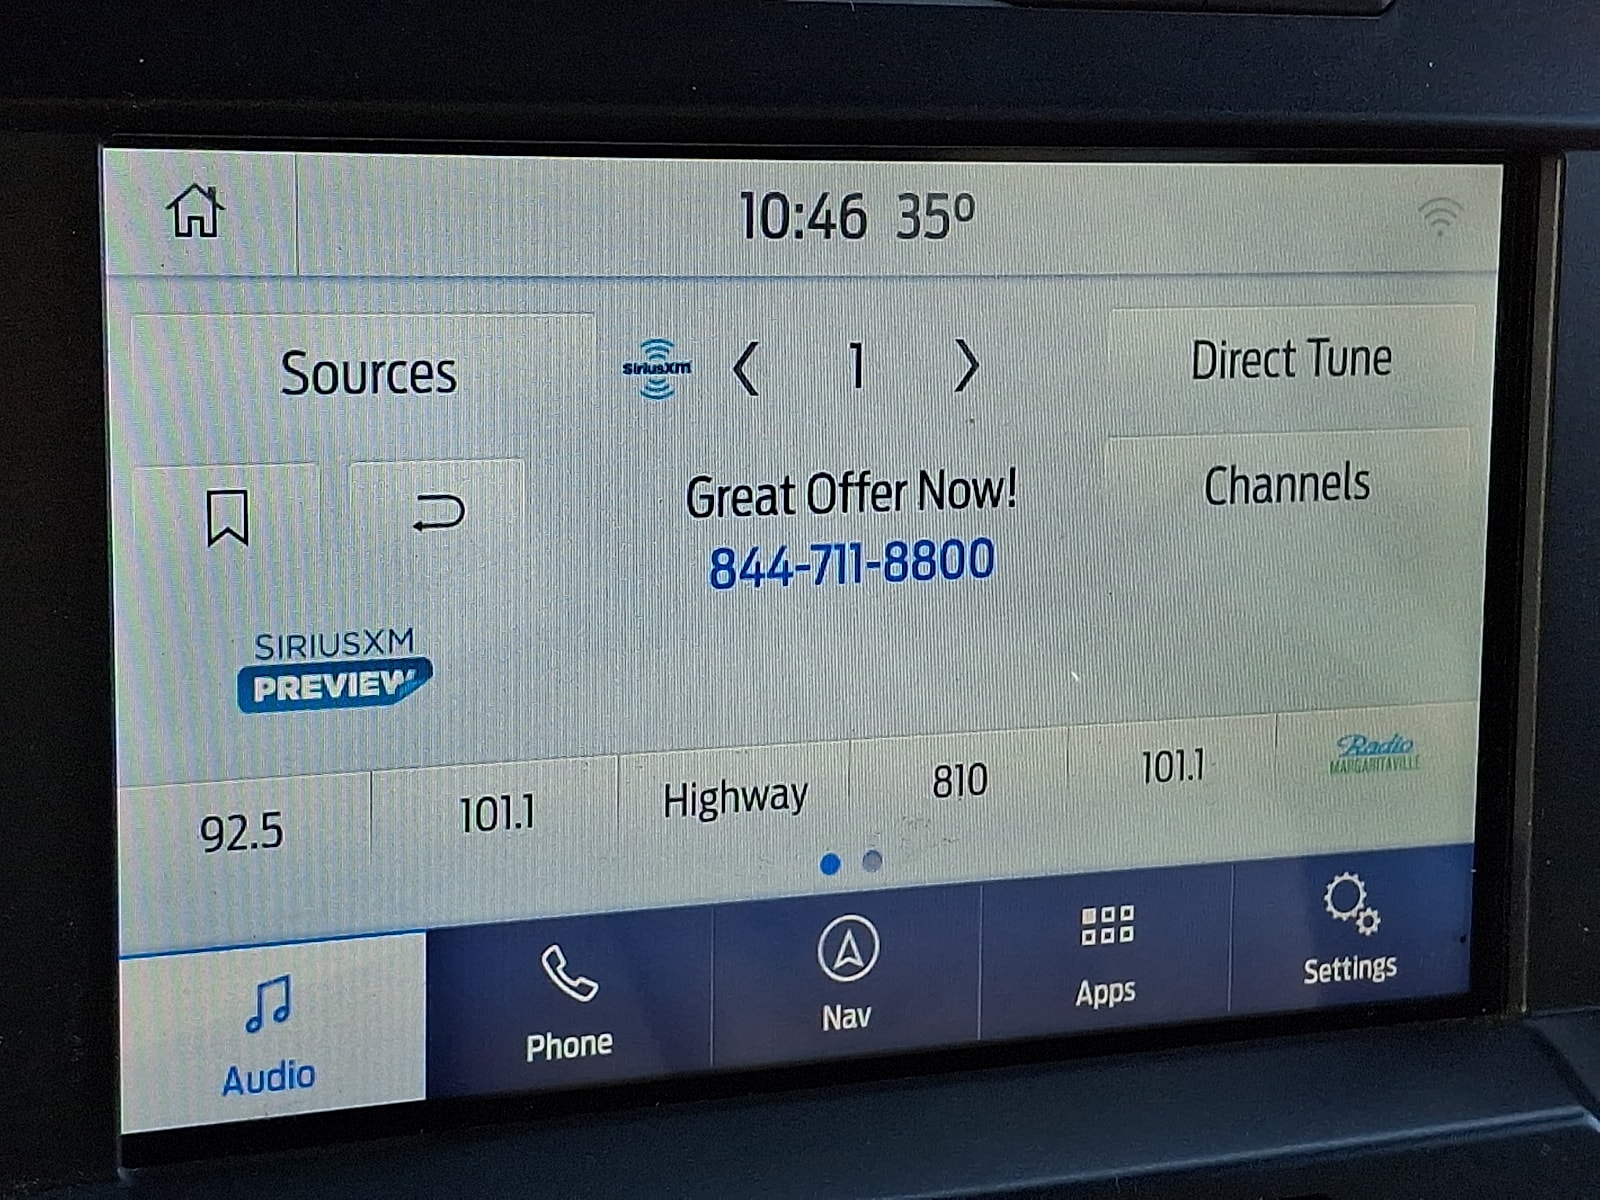 10:46 35º
Sources
SiriusXM
1
Direct Tune
Great Offer Now!
Channels
844-711-8800
SIRIUSXM
PREVIEW
92.5
101.1
Highway
810
101.1
Radio
MARGARITAVILLE
Audio
Phone
Nav
Apps
Settings